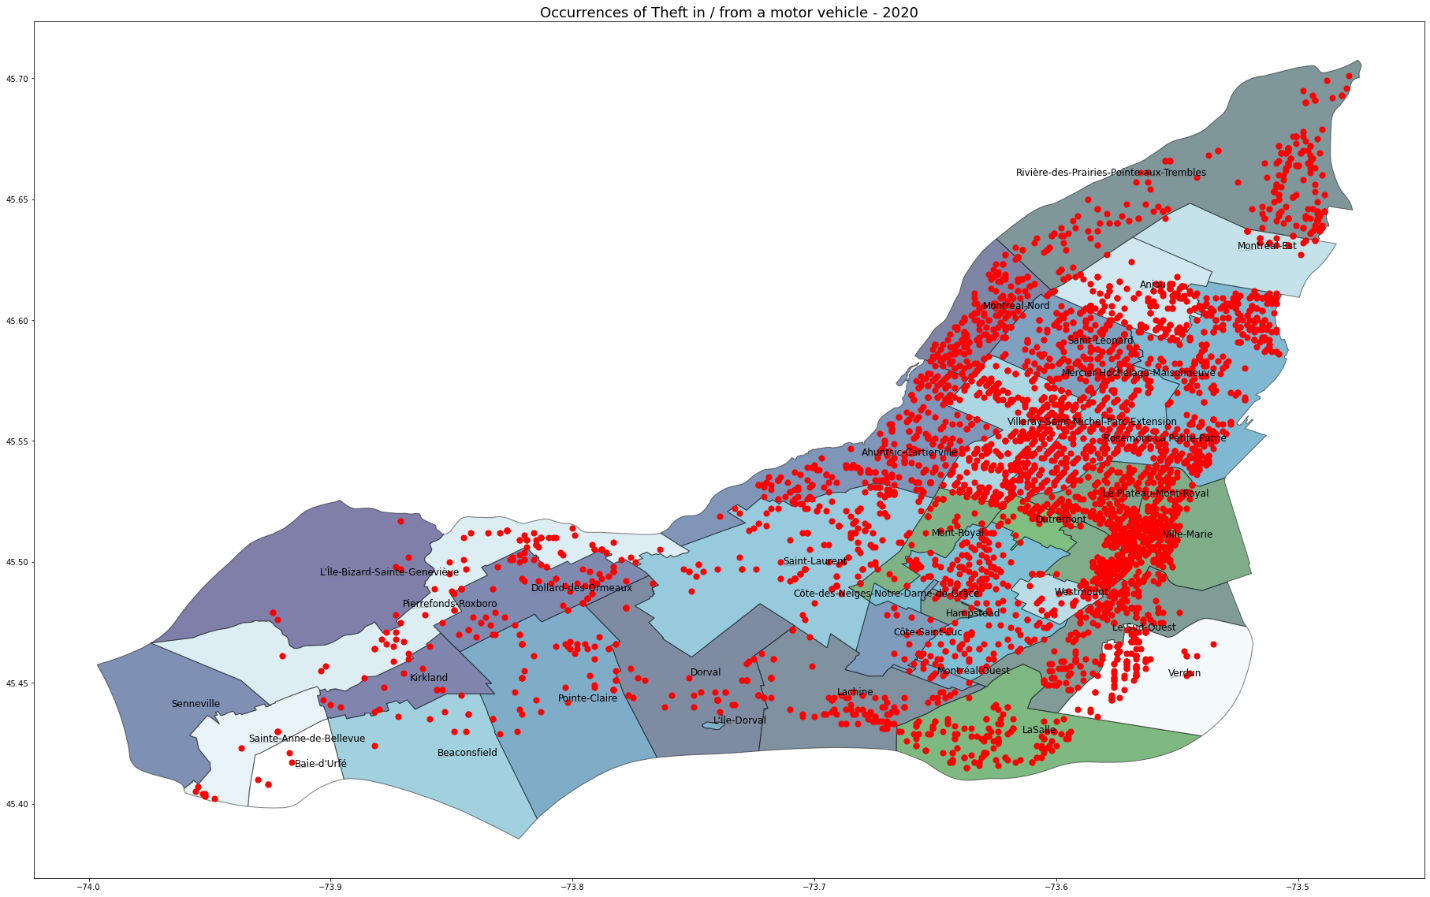 Occurrences of Theft in / from a motor vehicle - 2020
45.70
Rivière-des-Prairies-Pointe-aux-Trembles
45.65
Montréal-Est
Anjou
Montréal-Nord
45.60
Saint-Léonard
Mercier-Hochelaga-Maisonneuve
Villeray-Saint-Michel-Parc-Extension
45.55
Rosemont-La Petite-Patrie
Ahuntsic-Cartierville
Le Plateau-Mont-Royal
Outremont
Mont-Royal
Ville-Marie
45.50
Saint-Laurent
L'Île-Bizard-Sainte-Geneviève
Dollard-des-Ormeaux
Côte-des-Neiges-Notre-Dame-de-Grâce
Westmount
Pierrefonds-Roxboro
Hampstead
Le Sud-Ouest
Côte-Saint-Luc
Montréal-Ouest
Dorval
Verdun
Kirkland
45.45
Lachine
Pointe-Claire
Senneville
L'Île-Dorval
LaSalle
Sainte-Anne-de-Bellevue
Beaconsfield
Baie-d'Urfé
45.40
−74.0 −73.9 −73.8 −73.7 −73.6 −73.5